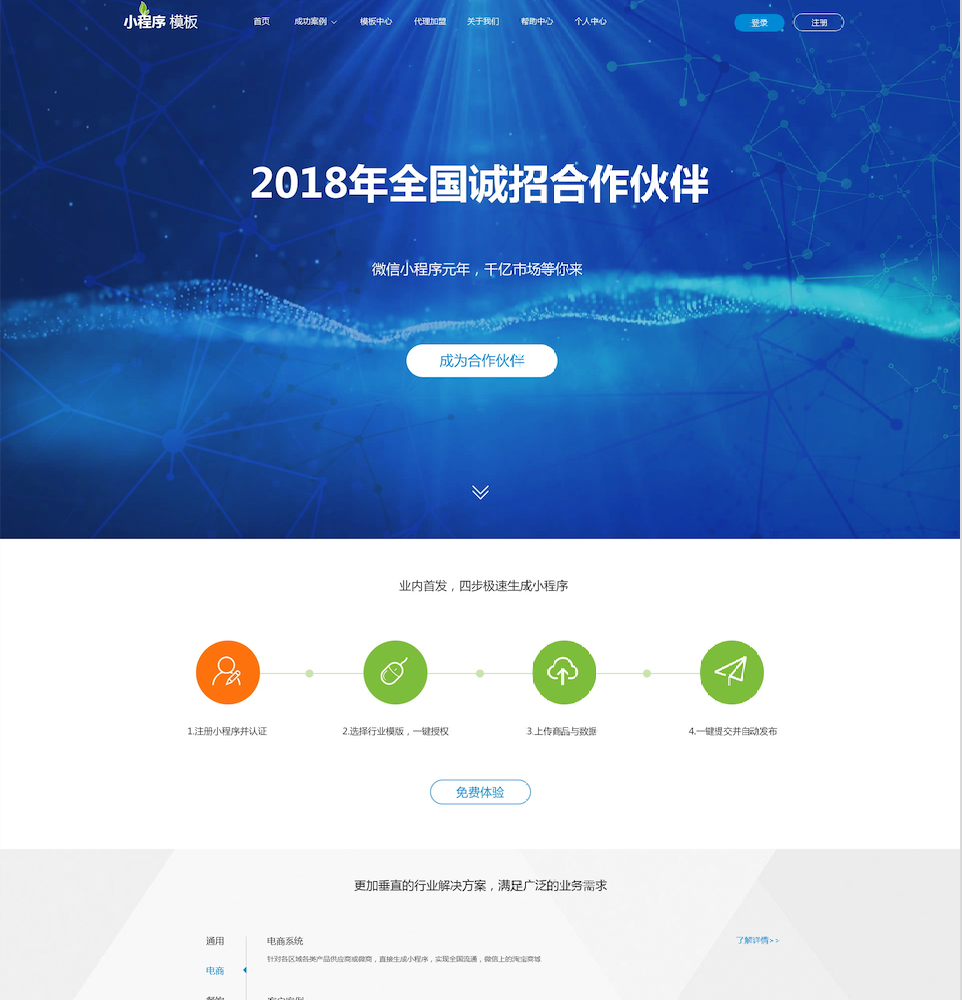 小程序 模板
首页 成功案例 模板中心 代理加盟 关于我们 帮助中心 个人中心 登录 注册
2018年全国诚招合作伙伴
微信小程序元年，千亿市场等你来
成为合作伙伴
业内首发，四步极速生成小程序
1.注册小程序并认证
2.选择行业模版，一键授权
3.上传商品与数据
4.一键提交并自动发布
免费体验
更加垂直的行业解决方案，满足广泛的业务需求
通用
电商
电商系统
了解详情>>
针对各区域各类产品供应商或微商，直接生成小程序，实现全国流通，微信上的淘宝商城